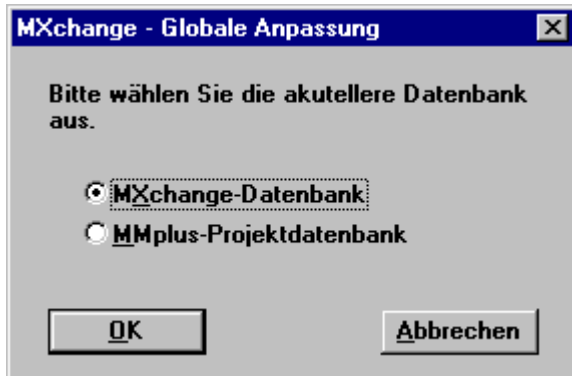 MXchange - Globale Anpassung
Bitte wählen Sie die akutellere Datenbank
aus.
MXchange-Datenbank
MMplus-Projektdatenbank
OK
Abbrechen